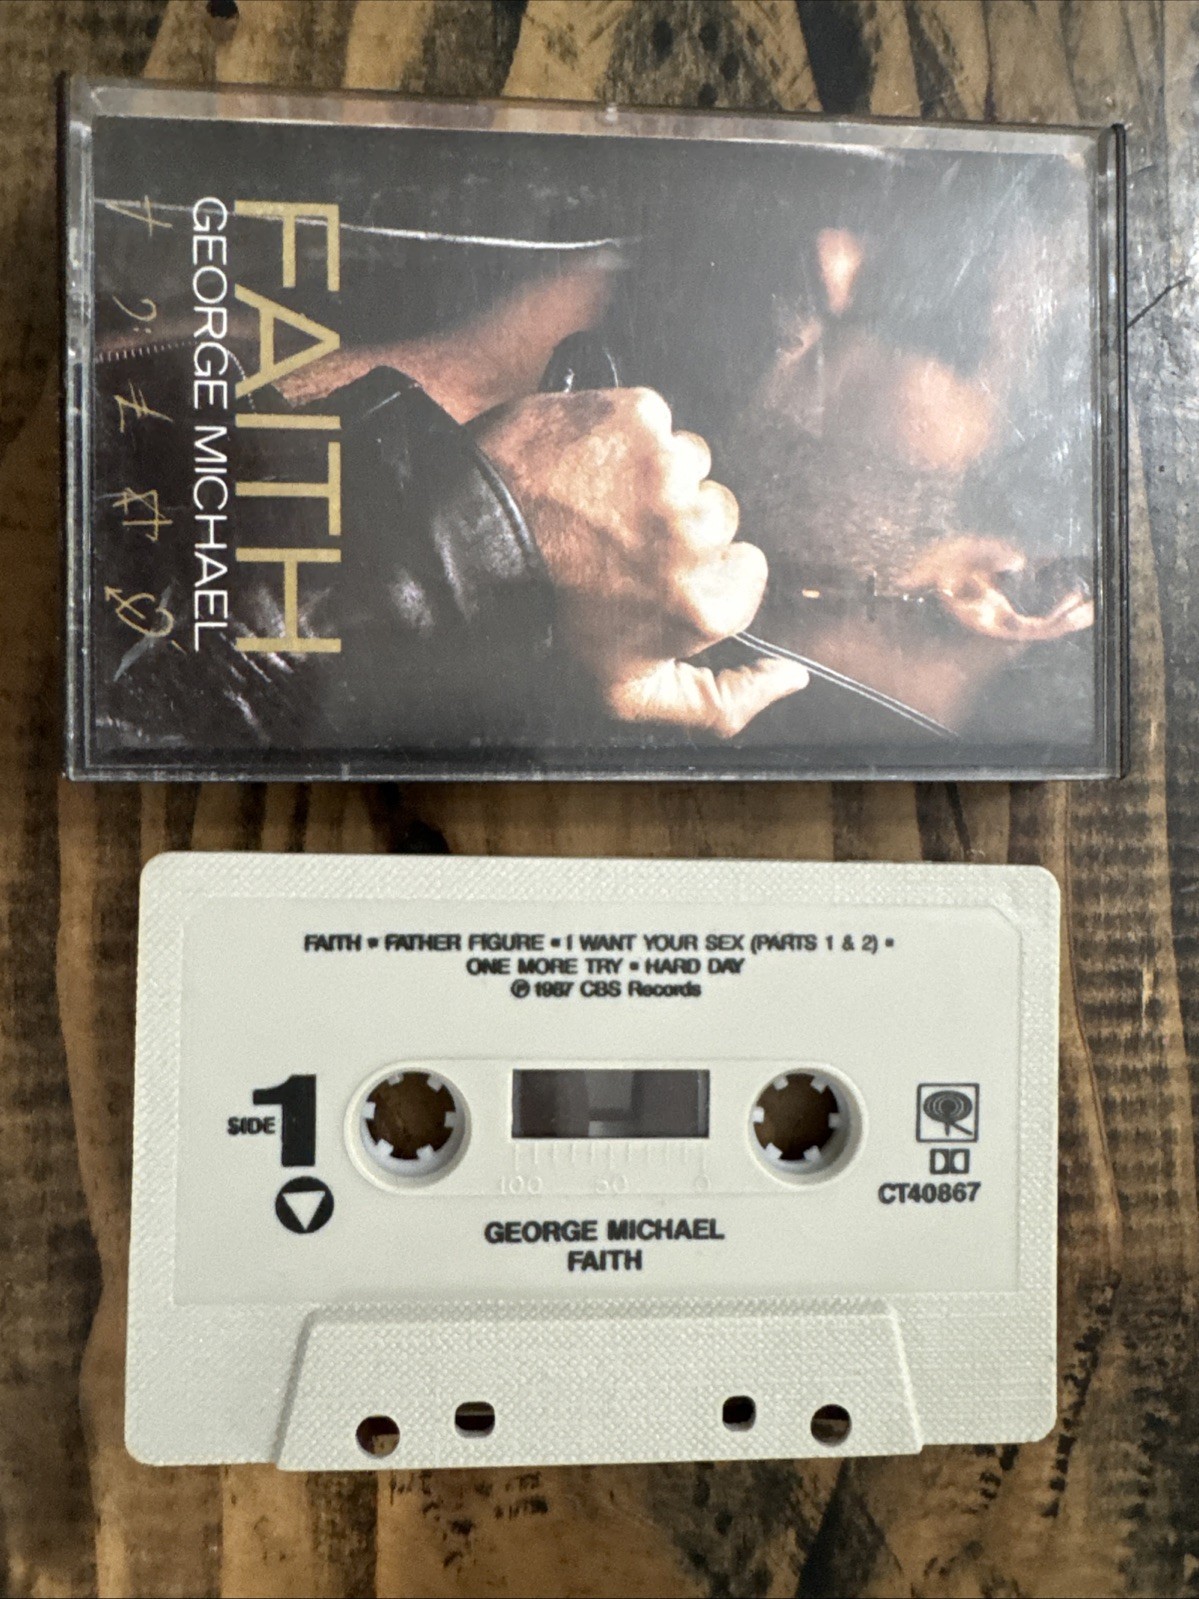 FAITH
GEORGE MICHAEL
FAITH ▪ FATHER FIGURE ▪ I WANT YOUR SEX (PARTS 1 & 2) ▪
ONE MORE TRY ▪ HARD DAY
℗ 1987 CBS Records
SIDE 1
100 50 0
CT40867
GEORGE MICHAEL
FAITH